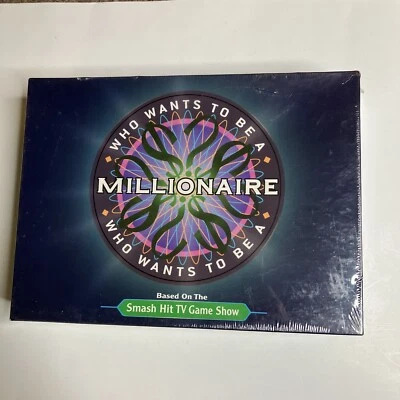 WHO WANTS TO BE A
MILLIONAIRE
WHO WANTS TO BE A
Based On The
Smash Hit TV Game Show